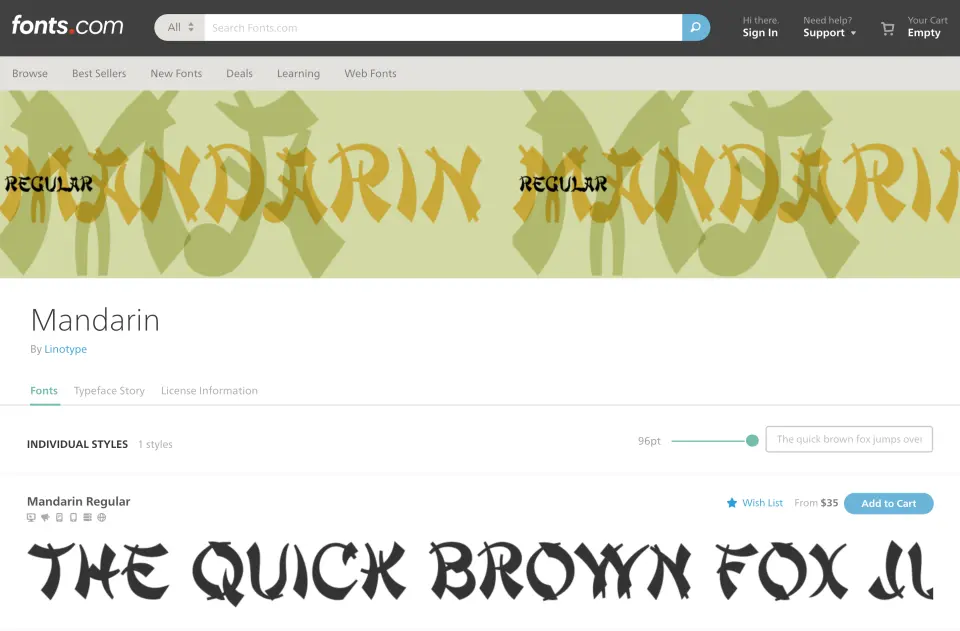 fonts.com
All
Search Fonts.com
Hi there.
Sign In
Need help?
Support
Your Cart
Empty
Browse Best Sellers New Fonts Deals Learning Web Fonts
MA
MANDARIN
REGULAR
MA
MANDARIN
REGULAR
Mandarin
By Linotype
Fonts Typeface Story License Information
INDIVIDUAL STYLES 1 styles
96pt
The quick brown fox jumps over
Mandarin Regular
Wish List From $35 Add to Cart
THE QUICK BROWN FOX JU